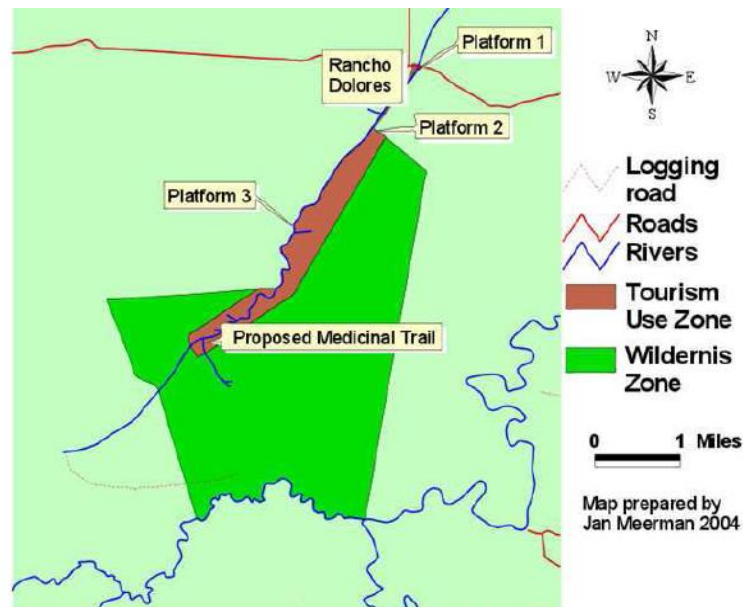 Platform 1
Rancho
Dolores
Platform 2
Platform 3
Proposed Medicinal Trail
N
W E
S
Logging
road
Roads
Rivers
Tourism
Use Zone
Wildernis
Zone
0 1 Miles
Map prepared by
Jan Meerman 2004